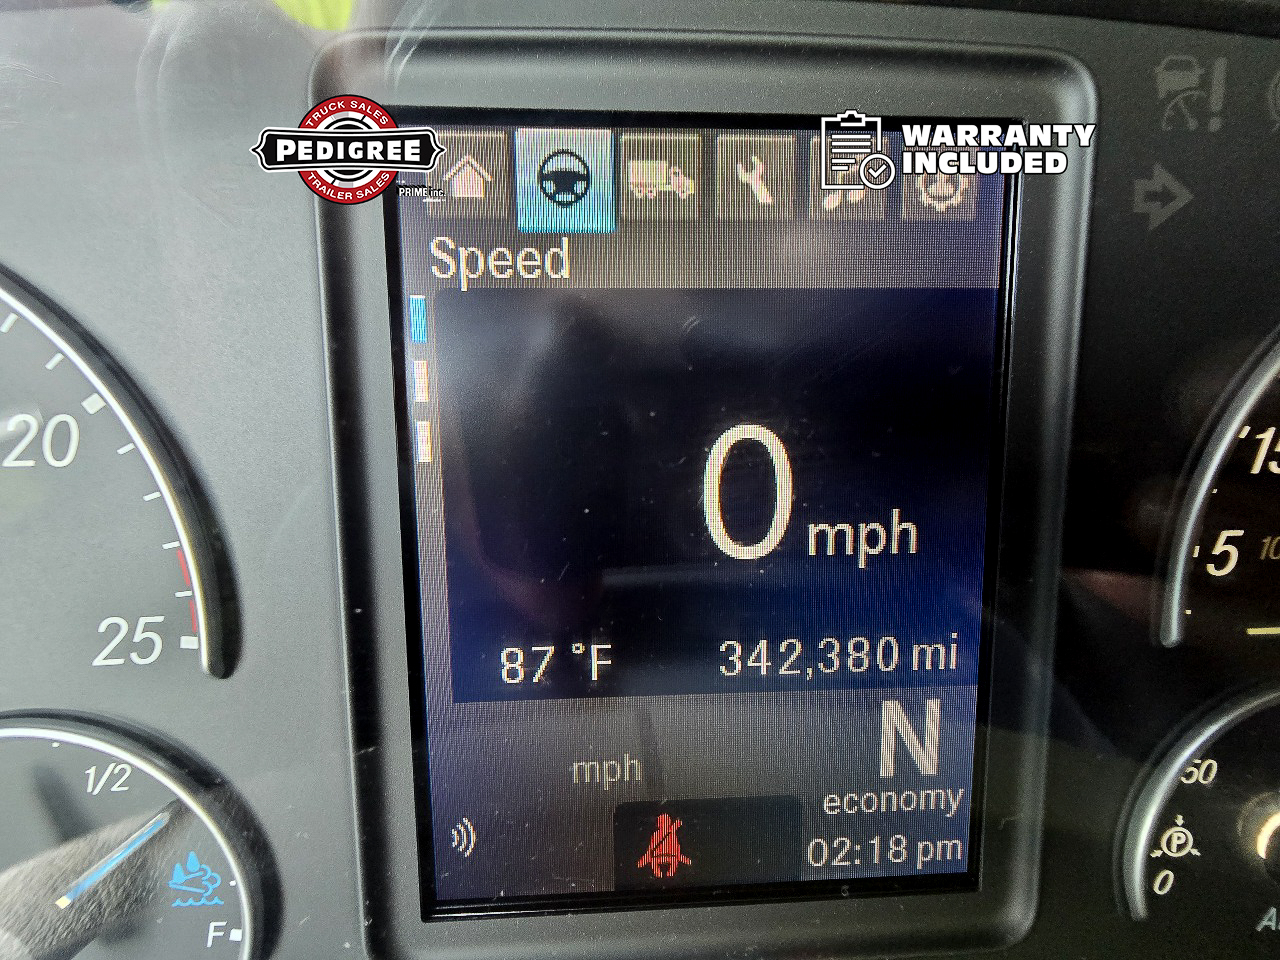 TRUCK SALES
PEDIGREE
TRAILER SALES
PRIME inc.
WARRANTY
INCLUDED
Speed
20
25
0 mph
87 °F
342,380 mi
N
mph
economy
02:18 pm
1/2
F
15
5
10
50
P
0